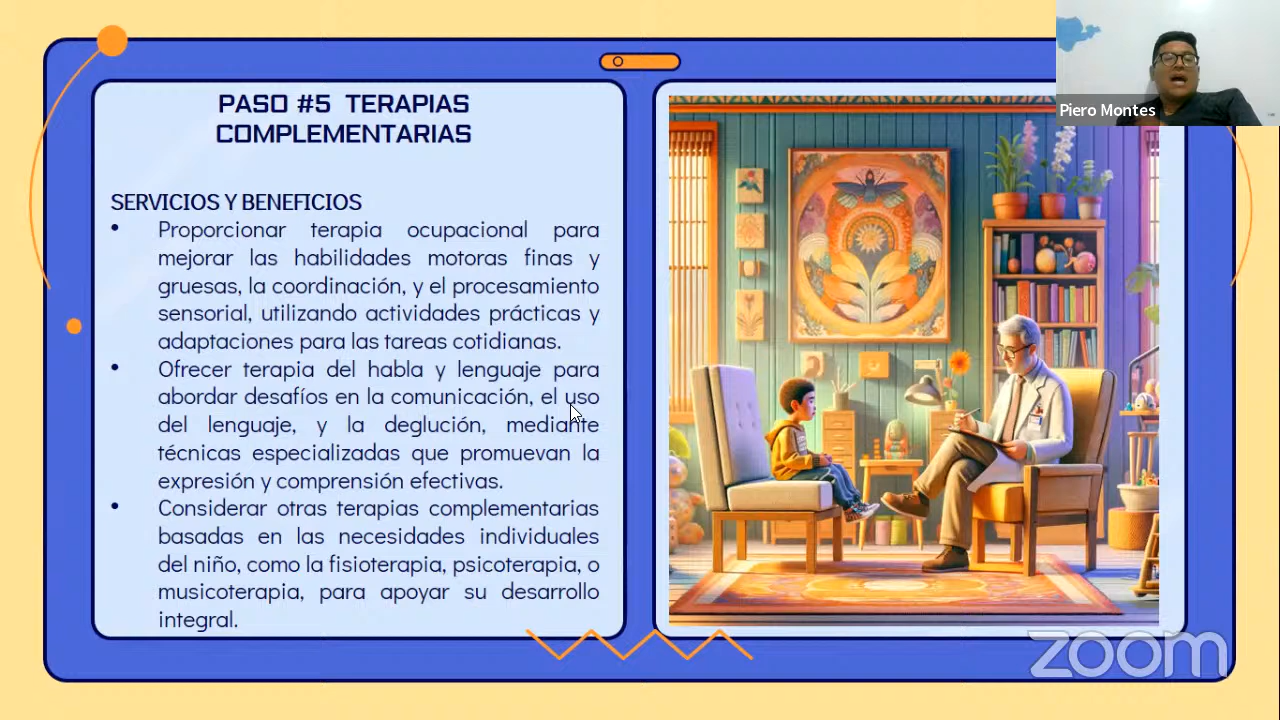 PASO #5 TERAPIAS
COMPLEMENTARIAS
SERVICIOS Y BENEFICIOS
• Proporcionar terapia ocupacional para
mejorar las habilidades motoras finas y
gruesas, la coordinación, y el procesamiento
sensorial, utilizando actividades prácticas y
adaptaciones para las tareas cotidianas.
• Ofrecer terapia del habla y lenguaje para
abordar desafíos en la comunicación, el uso
del lenguaje, y la deglución, mediante
técnicas especializadas que promuevan la
expresión y comprensión efectivas.
• Considerar otras terapias complementarias
basadas en las necesidades individuales
del niño, como la fisioterapia, psicoterapia, o
musicoterapia, para apoyar su desarrollo
integral.
Piero Montes
zoom